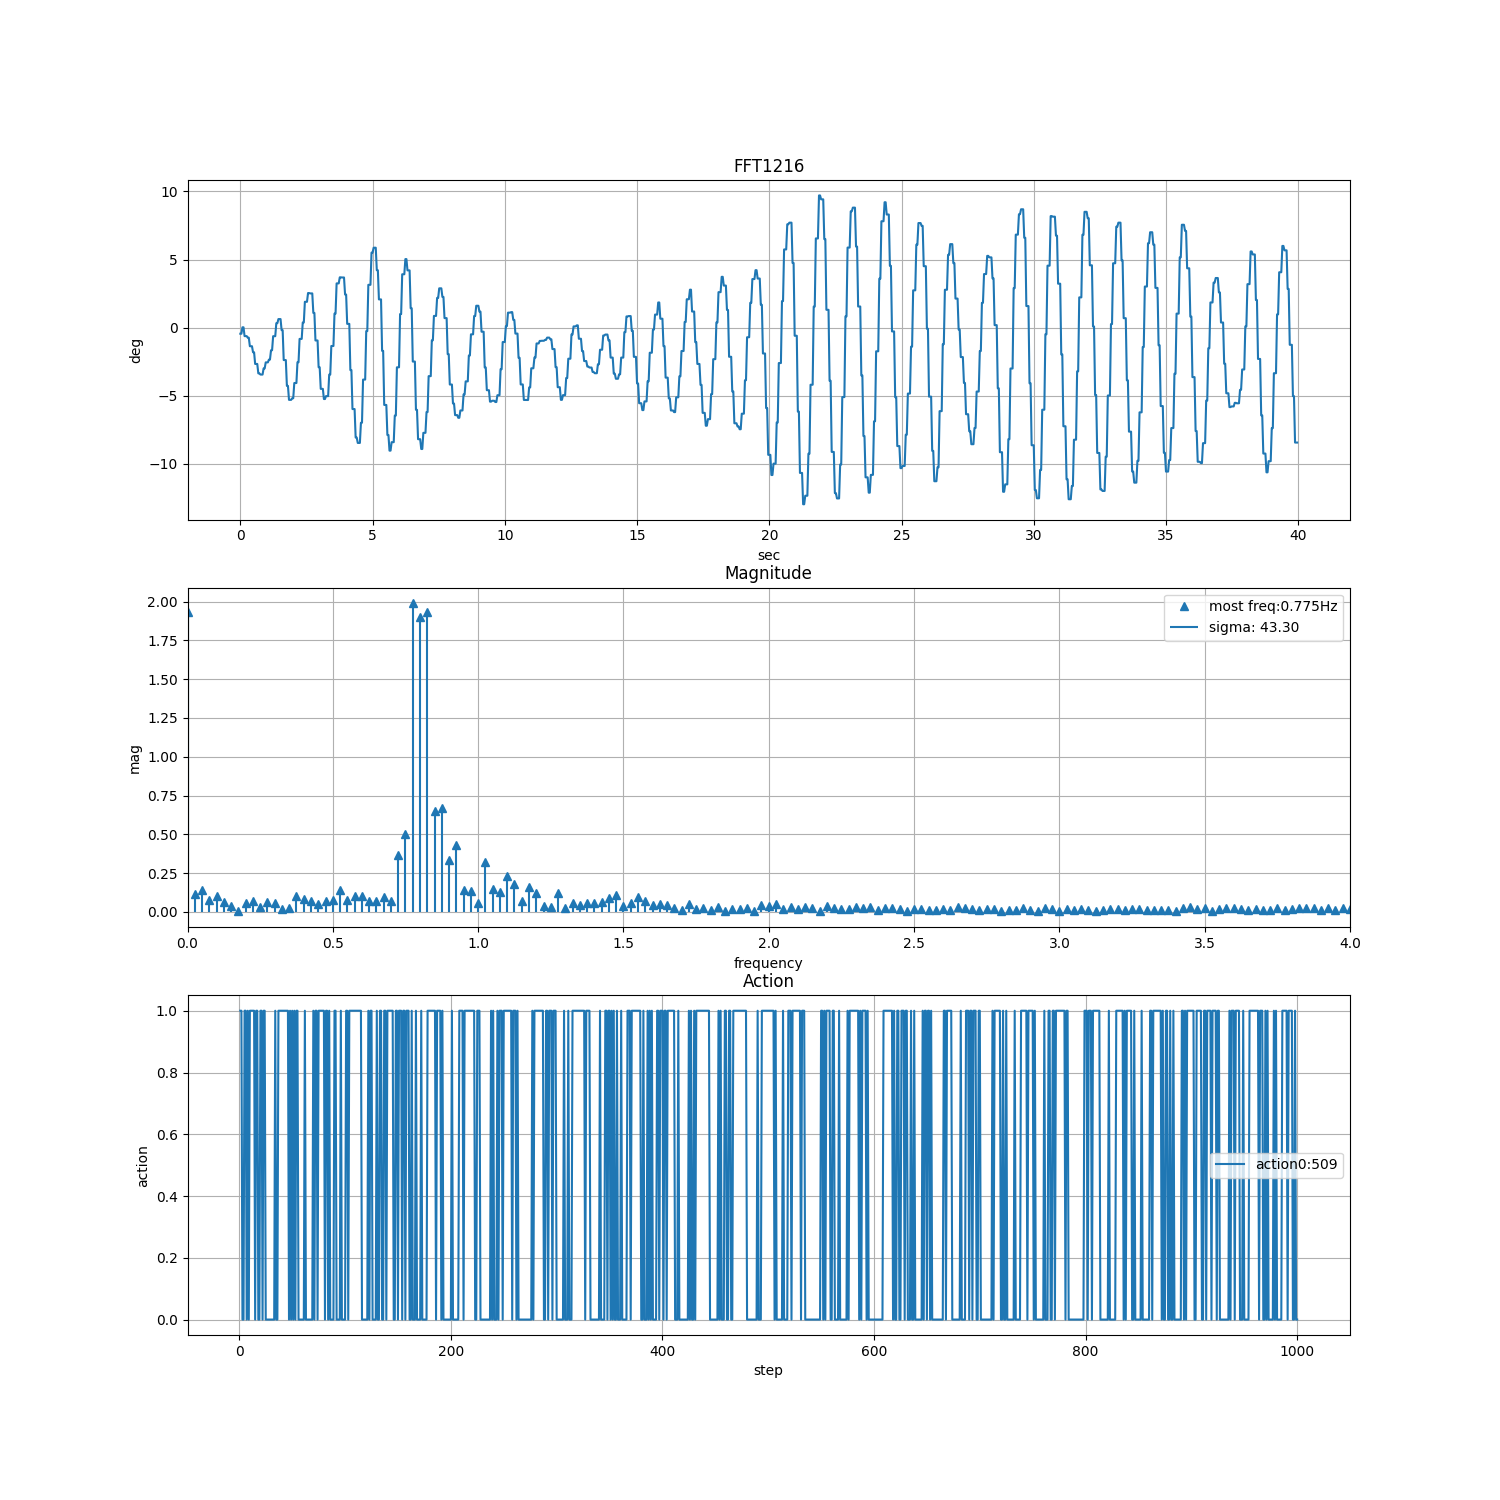 FFT1216
10
5
0
−5
−10
deg
0 5 10 15 20 25 30 35 40
sec
Magnitude
2.00
1.75
1.50
1.25
1.00
0.75
0.50
0.25
0.00
mag
most freq:0.775Hz
sigma: 43.30
0.0 0.5 1.0 1.5 2.0 2.5 3.0 3.5 4.0
frequency
Action
1.0
0.8
0.6
0.4
0.2
0.0
action
action0:509
0 200 400 600 800 1000
step